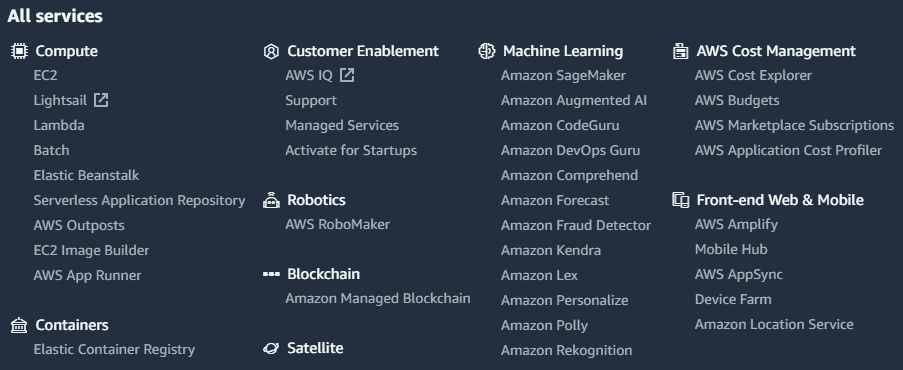 All services
Compute
EC2
Lightsail
Lambda
Batch
Elastic Beanstalk
Serverless Application Repository
AWS Outposts
EC2 Image Builder
AWS App Runner
Containers
Elastic Container Registry
Customer Enablement
AWS IQ
Support
Managed Services
Activate for Startups
Robotics
AWS RoboMaker
Blockchain
Amazon Managed Blockchain
Satellite
Machine Learning
Amazon SageMaker
Amazon Augmented AI
Amazon CodeGuru
Amazon DevOps Guru
Amazon Comprehend
Amazon Forecast
Amazon Fraud Detector
Amazon Kendra
Amazon Lex
Amazon Personalize
Amazon Polly
Amazon Rekognition
AWS Cost Management
AWS Cost Explorer
AWS Budgets
AWS Marketplace Subscriptions
AWS Application Cost Profiler
Front-end Web & Mobile
AWS Amplify
Mobile Hub
AWS AppSync
Device Farm
Amazon Location Service